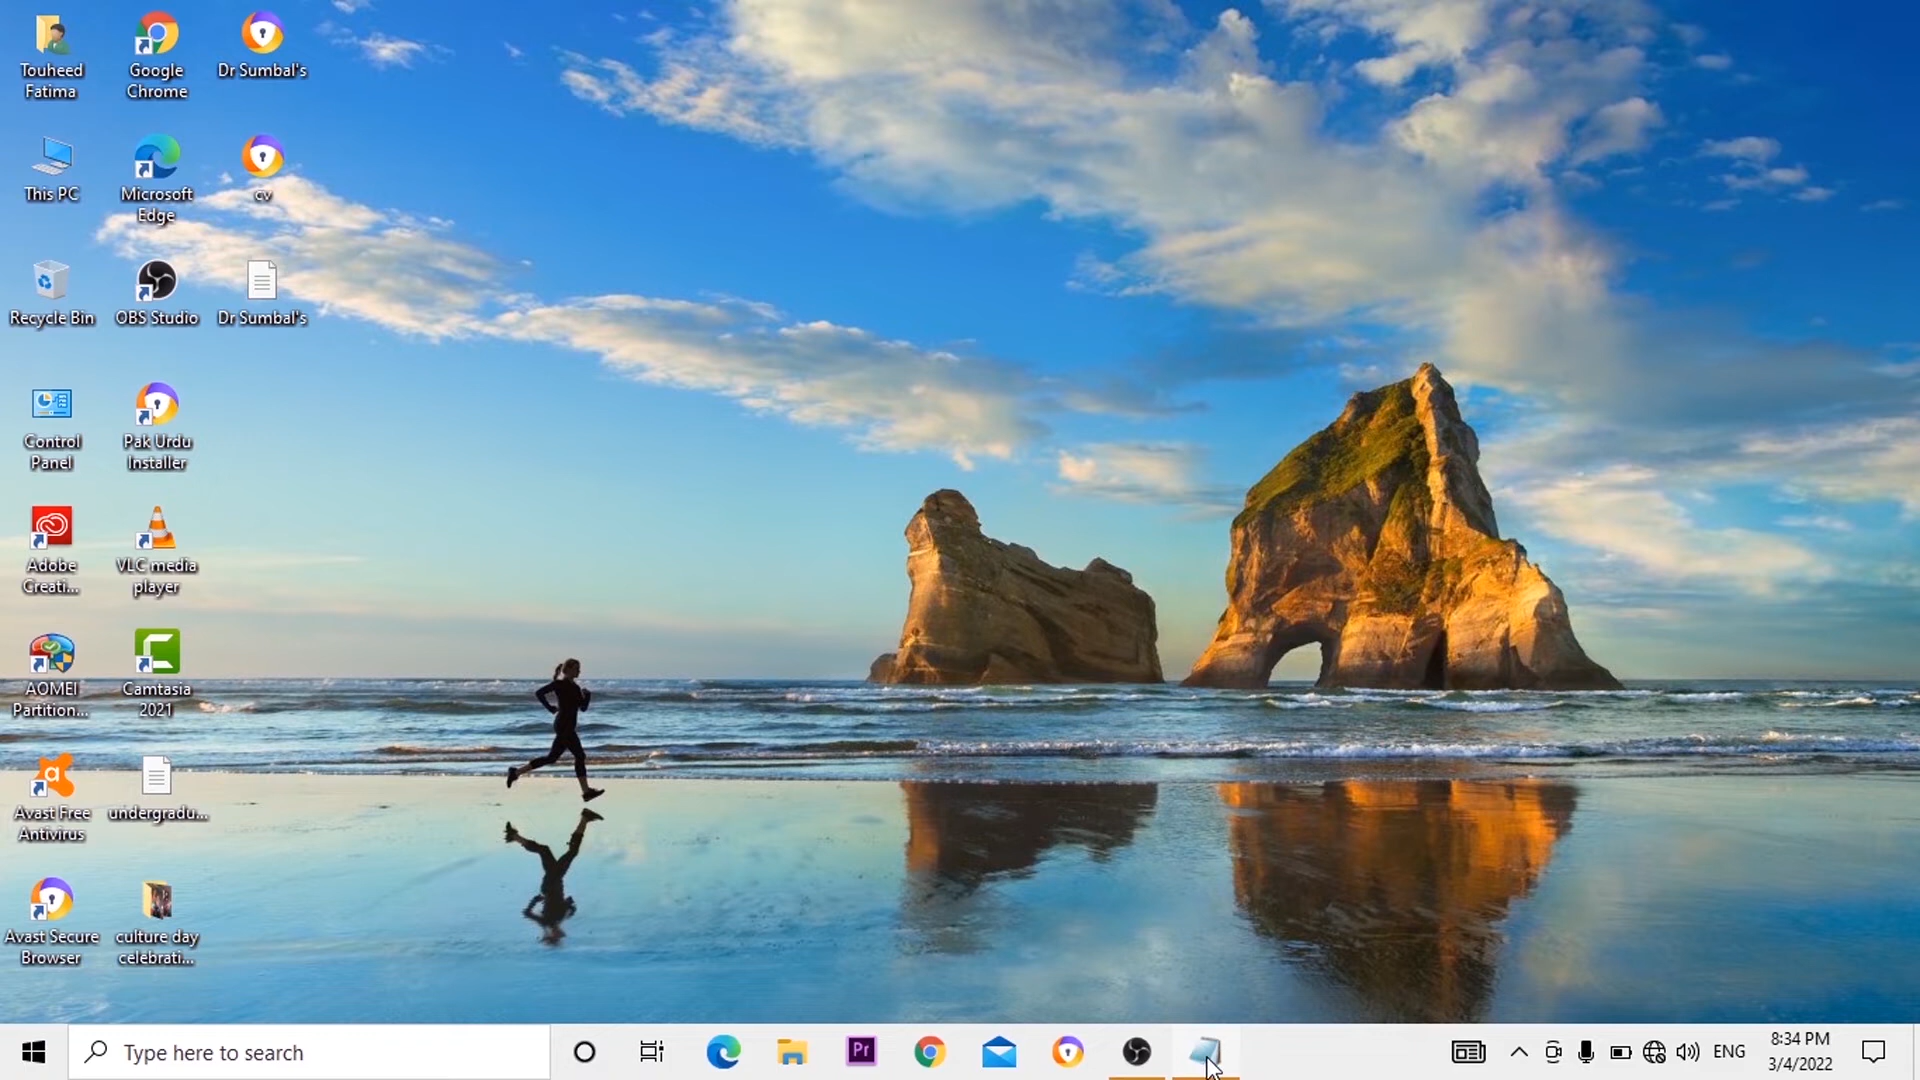 Touheed
Fatima
Google
Chrome
Dr Sumbal's
This PC
Microsoft
Edge
cv
Recycle Bin
OBS Studio
Dr Sumbal's
Control
Panel
Pak Urdu
Installer
Adobe
Creati...
VLC media
player
AOMEI
Partition...
Camtasia
2021
Avast Free
Antivirus
undergradu...
Avast Secure
Browser
culture day
celebrati...
Type here to search
Pr
ENG
8:34 PM
3/4/2022